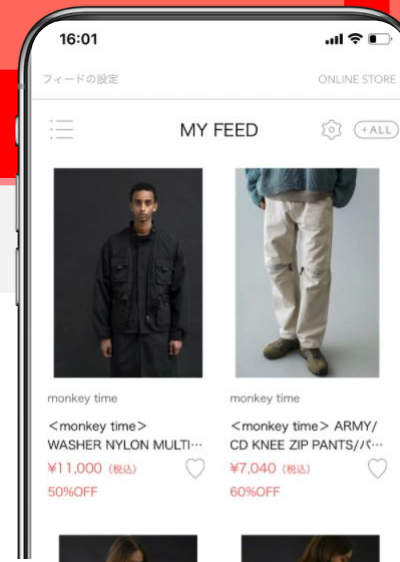 16:01
フィードの設定 ONLINE STORE
MY FEED +ALL
monkey time
<monkey time>
WASHER NYLON MULTI…
¥11,000（税込）
50%OFF
monkey time
<monkey time> ARMY/
CD KNEE ZIP PANTS/パ…
¥7,040（税込）
60%OFF